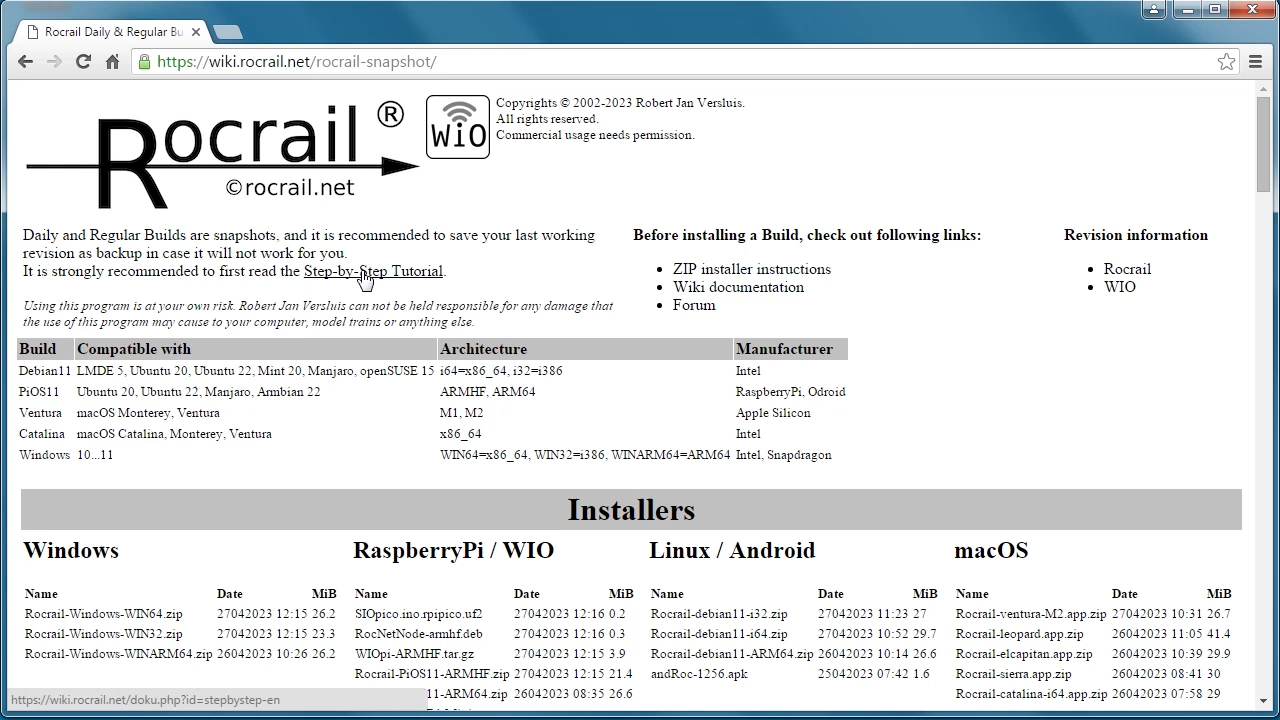 Rocrail Daily & Regular Bu
https://wiki.rocrail.net/rocrail-snapshot/
Rocrail ®
©rocrail.net
WiO
Copyrights © 2002-2023 Robert Jan Versluis.
All rights reserved.
Commercial usage needs permission.
Daily and Regular Builds are snapshots, and it is recommended to save your last working
revision as backup in case it will not work for you.
It is strongly recommended to first read the Step-by-Step Tutorial.
Using this program is at your own risk. Robert Jan Versluis can not be held responsible for any damage that
the use of this program may cause to your computer, model trains or anything else.
Before installing a Build, check out following links:
ZIP installer instructions
Wiki documentation
Forum
Revision information
Rocrail
WIO
Build Compatible with Architecture Manufacturer
Debian11 LMDE 5, Ubuntu 20, Ubuntu 22, Mint 20, Manjaro, openSUSE 15 i64=x86_64, i32=i386 Intel
PiOS11 Ubuntu 20, Ubuntu 22, Manjaro, Armbian 22 ARMHF, ARM64 RaspberryPi, Odroid
Ventura macOS Monterey, Ventura M1, M2 Apple Silicon
Catalina macOS Catalina, Monterey, Ventura x86_64 Intel
Windows 10...11 WIN64=x86_64, WIN32=i386, WINARM64=ARM64 Intel, Snapdragon
Installers
Windows
Name Date MiB
Rocrail-Windows-WIN64.zip 27042023 12:15 26.2
Rocrail-Windows-WIN32.zip 27042023 12:15 23.3
Rocrail-Windows-WINARM64.zip 26042023 10:26 26.2
RaspberryPi / WIO
Name Date MiB
SIOpico.ino.rpipico.uf2 27042023 12:16 0.2
RocNetNode-armhf.deb 27042023 12:16 0.3
WIOpi-ARMHF.tar.gz 27042023 12:15 3.9
Rocrail-PiOS11-ARMHF.zip 27042023 12:15 21.4
11-ARM64.zip 26042023 08:35 26.6
Linux / Android
Name Date MiB
Rocrail-debian11-i32.zip 27042023 11:23 27
Rocrail-debian11-i64.zip 27042023 10:52 29.7
Rocrail-debian11-ARM64.zip 26042023 10:14 26.6
andRoc-1256.apk 25042023 07:42 1.6
macOS
Name Date MiB
Rocrail-ventura-M2.app.zip 27042023 10:31 26.7
Rocrail-leopard.app.zip 26042023 11:05 41.4
Rocrail-elcapitan.app.zip 26042023 10:39 29.9
Rocrail-sierra.app.zip 26042023 08:41 30
Rocrail-catalina-i64.app.zip 26042023 07:58 29
https://wiki.rocrail.net/doku.php?id=stepbystep-en